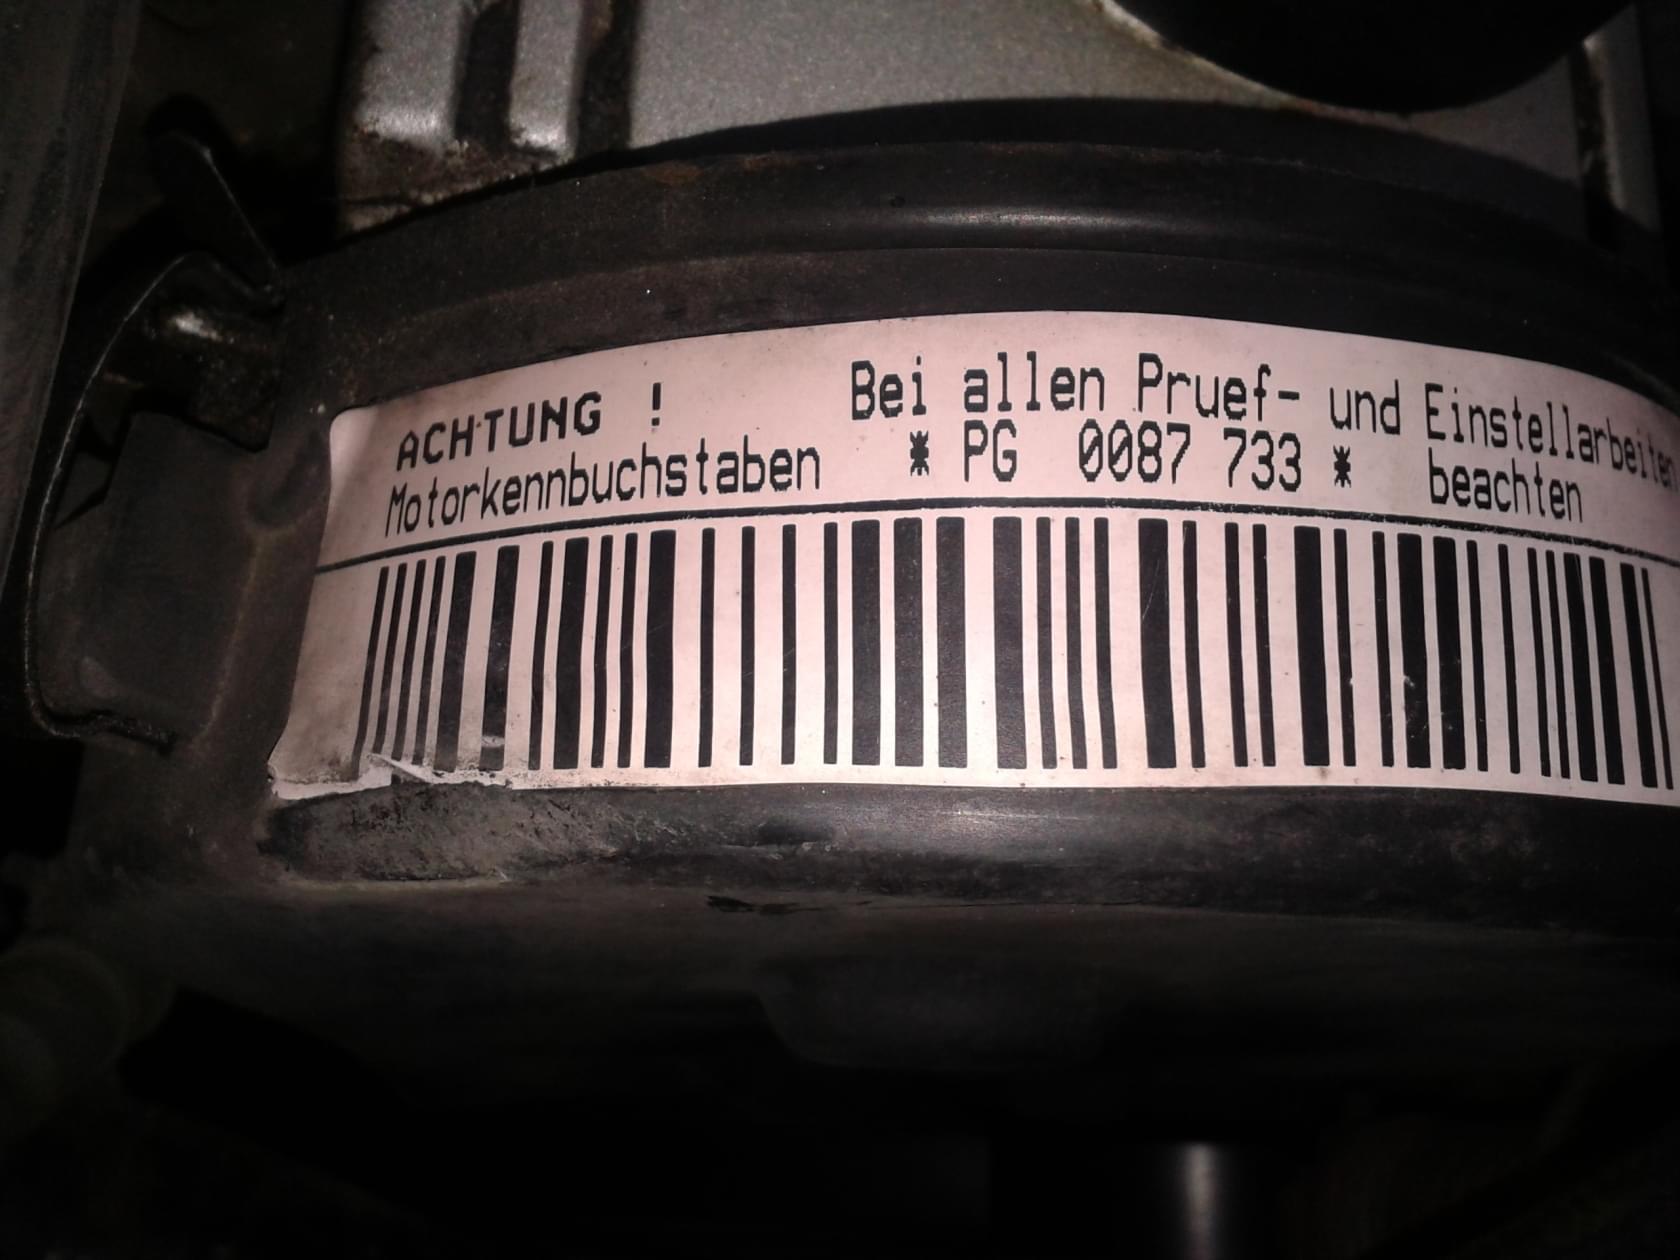 ACHTUNG ! Bei allen Pruef- und Einstellarbeiten
Motorkennbuchstaben * PG 0087 733 * beachten